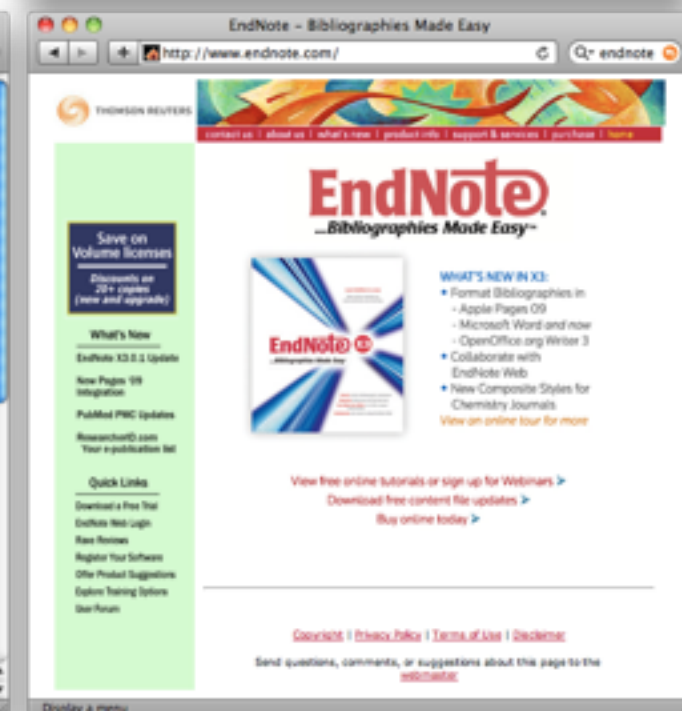 EndNote – Bibliographies Made Easy
http://www.endnote.com/
endnote
THOMSON REUTERS
contact us | about us | what's new | product info | support & services | purchase | home
EndNote
...Bibliographies Made Easy™
Save on
Volume licenses
Discounts on
20+ copies
(new and upgrade)
What's New
EndNote X3.0.1 Update
New Pages '09
Integration
PubMed PMC Updates
ResearcherID.com
Your e-publication list
Quick Links
Download a Free Trial
EndNote Web Login
Rave Reviews
Register Your Software
Offer Product Suggestions
Explore Training Options
User Forum
EndNote X3
...Bibliographies Made Easy
WHAT'S NEW IN X3:
Format Bibliographies in
- Apple Pages 09
- Microsoft Word and now
- OpenOffice.org Writer 3
Collaborate with
EndNote Web
New Composite Styles for
Chemistry Journals
View an online tour for more
View free online tutorials or sign up for Webinars >
Download free content file updates >
Buy online today >
Copyright | Privacy Policy | Terms of Use | Disclaimer
Send questions, comments, or suggestions about this page to the
webmaster
Display a menu